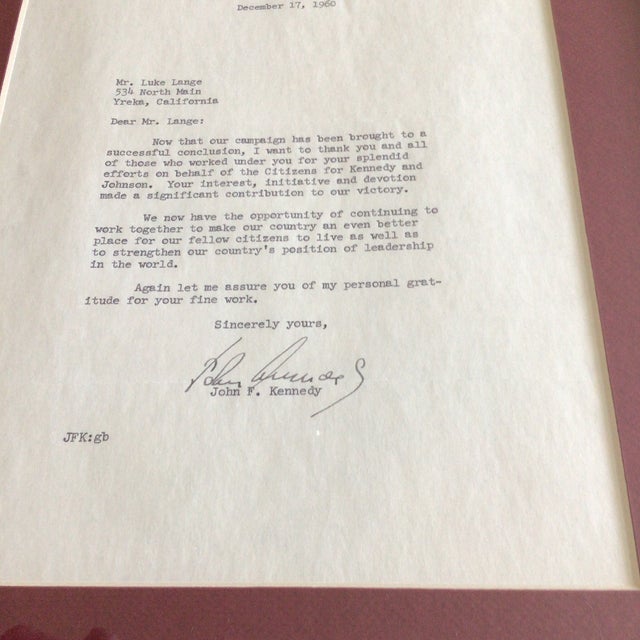 December 17, 1960
Mr. Luke Lange
534 North Main
Yreka, California
Dear Mr. Lange:
Now that our campaign has been brought to a
successful conclusion, I want to thank you and all
of those who worked under you for your splendid
efforts on behalf of the Citizens for Kennedy and
Johnson. Your interest, initiative and devotion
made a significant contribution to our victory.
We now have the opportunity of continuing to
work together to make our country an even better
place for our fellow citizens to live as well as
to strengthen our country's position of leadership
in the world.
Again let me assure you of my personal grat-
itude for your fine work.
Sincerely yours,
John Kennedy
John F. Kennedy
JFK:gb